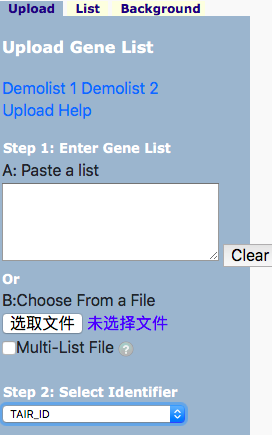 Upload List Background
Upload Gene List
Demolist 1 Demolist 2
Upload Help
Step 1: Enter Gene List
A: Paste a list
Clear
Or
B:Choose From a File
选取文件 未选择文件
Multi-List File ?
Step 2: Select Identifier
TAIR_ID